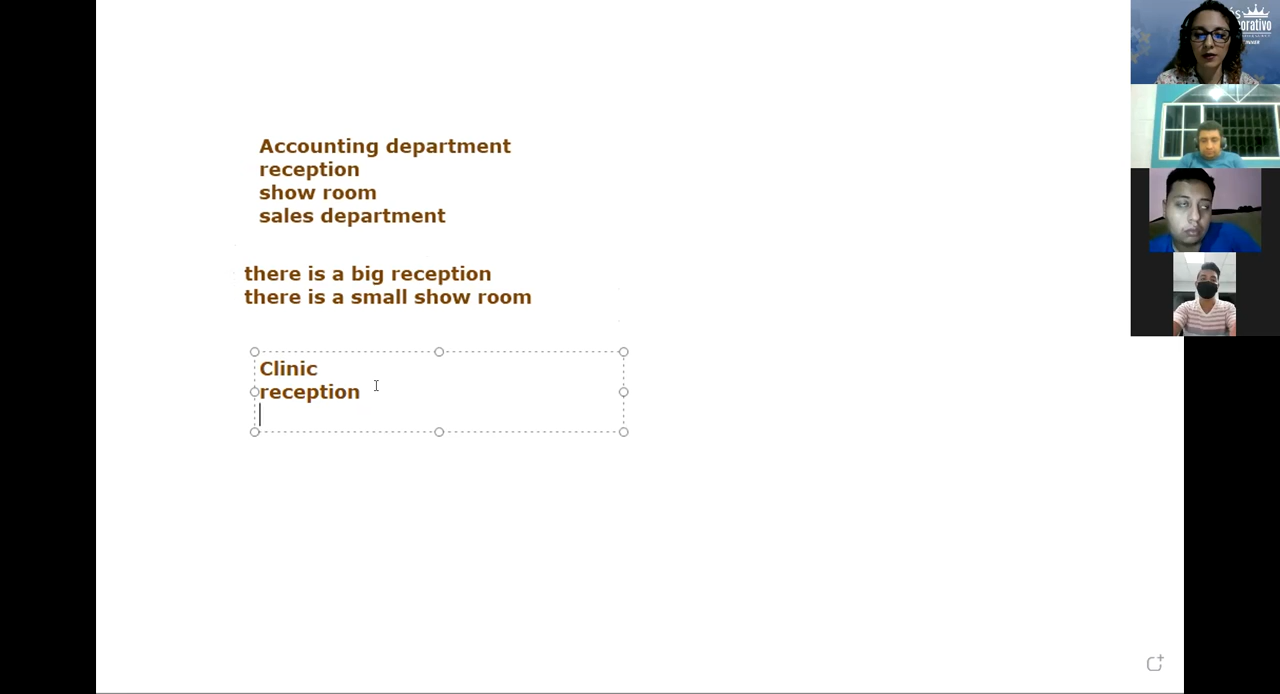 Accounting department
reception
show room
sales department
there is a big reception
there is a small show room
Clinic
reception